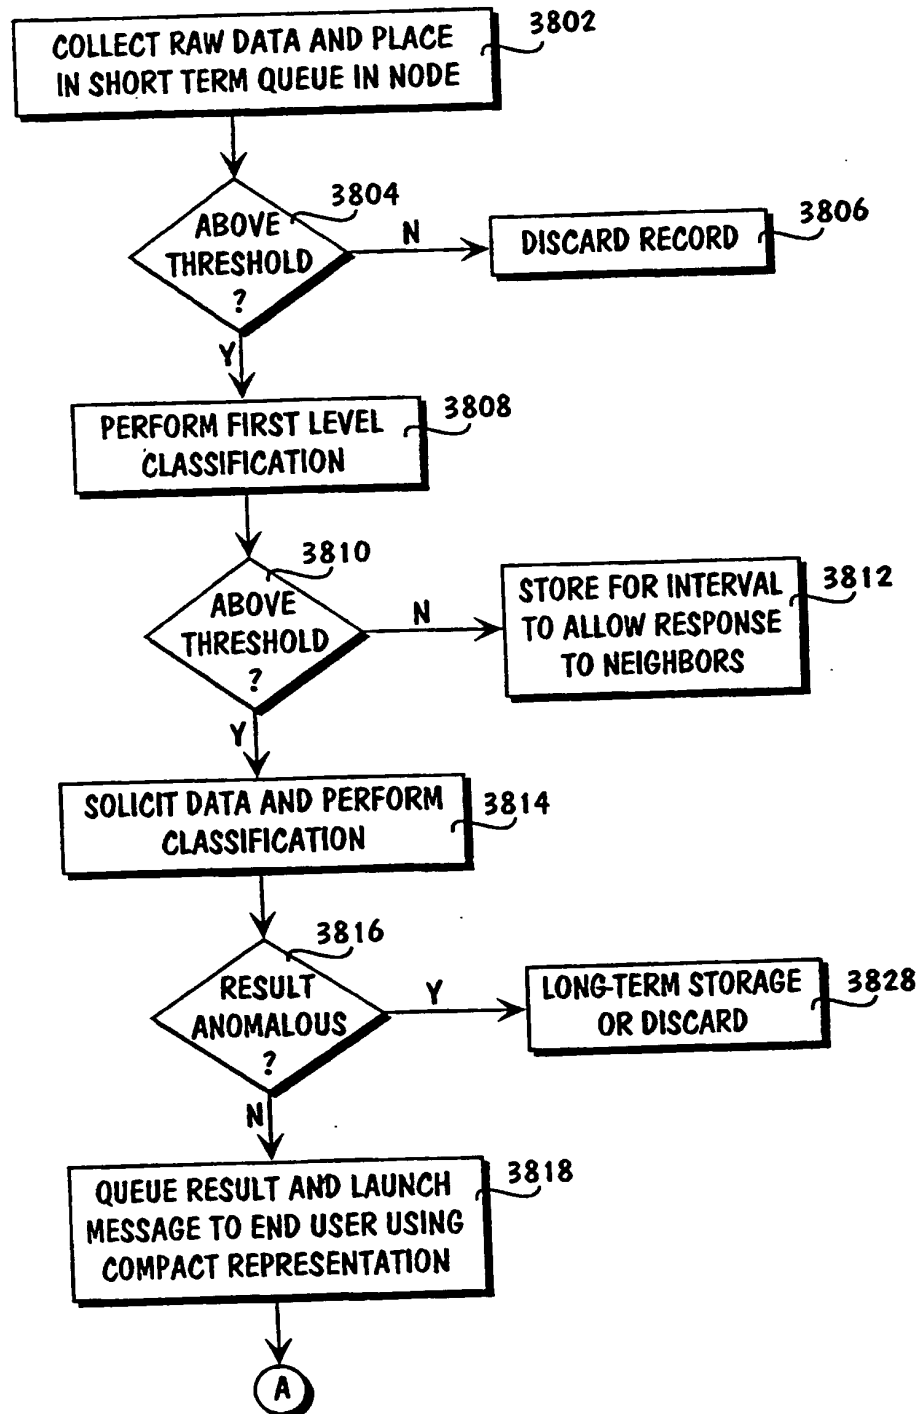 COLLECT RAW DATA AND PLACE
IN SHORT TERM QUEUE IN NODE
3802
ABOVE
THRESHOLD
?
3804
N
DISCARD RECORD
3806
Y
PERFORM FIRST LEVEL
CLASSIFICATION
3808
ABOVE
THRESHOLD
?
3810
N
STORE FOR INTERVAL
TO ALLOW RESPONSE
TO NEIGHBORS
3812
Y
SOLICIT DATA AND PERFORM
CLASSIFICATION
3814
RESULT
ANOMALOUS
?
3816
Y
LONG-TERM STORAGE
OR DISCARD
3828
N
QUEUE RESULT AND LAUNCH
MESSAGE TO END USER USING
COMPACT REPRESENTATION
3818
A